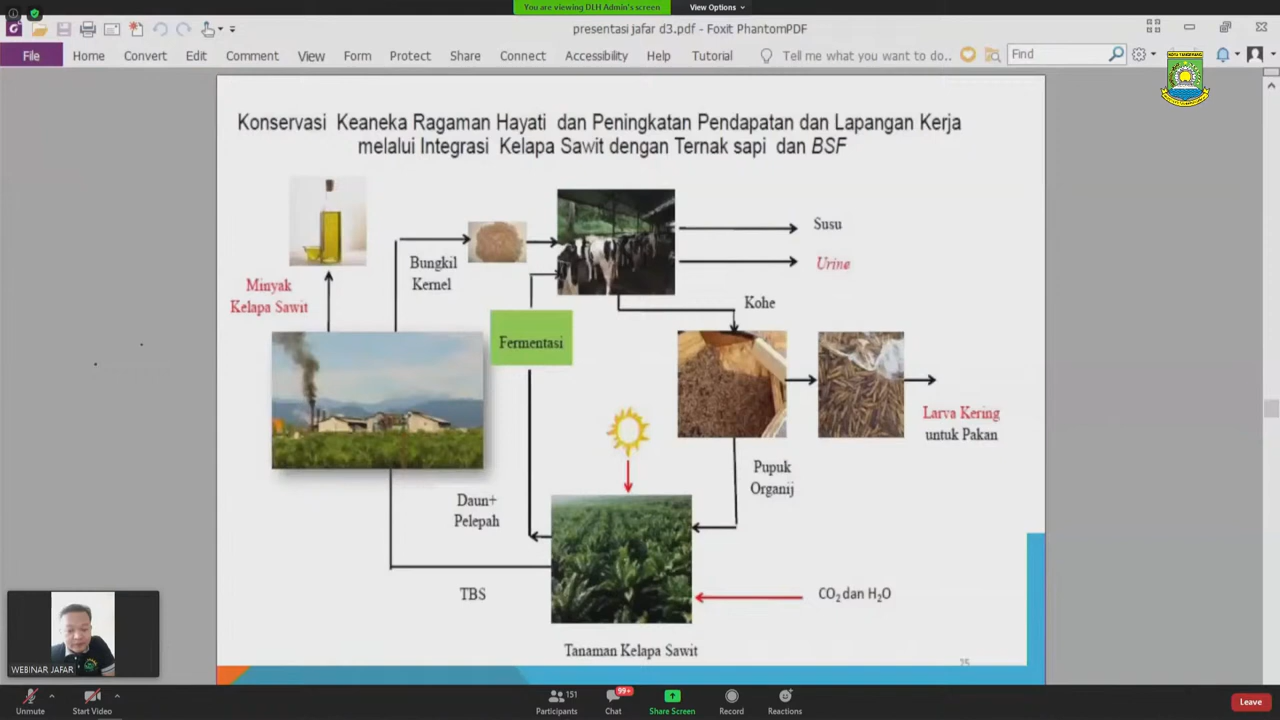 You are viewing DLH Admin's screen
View Options
presentasi jafar d3.pdf - Foxit PhantomPDF
File
Home
Convert
Edit
Comment
View
Form
Protect
Share
Connect
Accessibility
Help
Tutorial
Tell me what you want to do..
Find
Konservasi Keaneka Ragaman Hayati dan Peningkatan Pendapatan dan Lapangan Kerja
melalui Integrasi Kelapa Sawit dengan Ternak sapi dan BSF
Minyak
Kelapa Sawit
Bungkil
Kernel
Susu
Urine
Kohe
Fermentasi
Larva Kering
untuk Pakan
Pupuk
Organij
Daun+
Pelepah
TBS
CO₂ dan H₂O
Tanaman Kelapa Sawit
25
WEBINAR JAFAR
Unmute
Start Video
Participants
151
Chat
99+
Share Screen
Record
Reactions
Leave